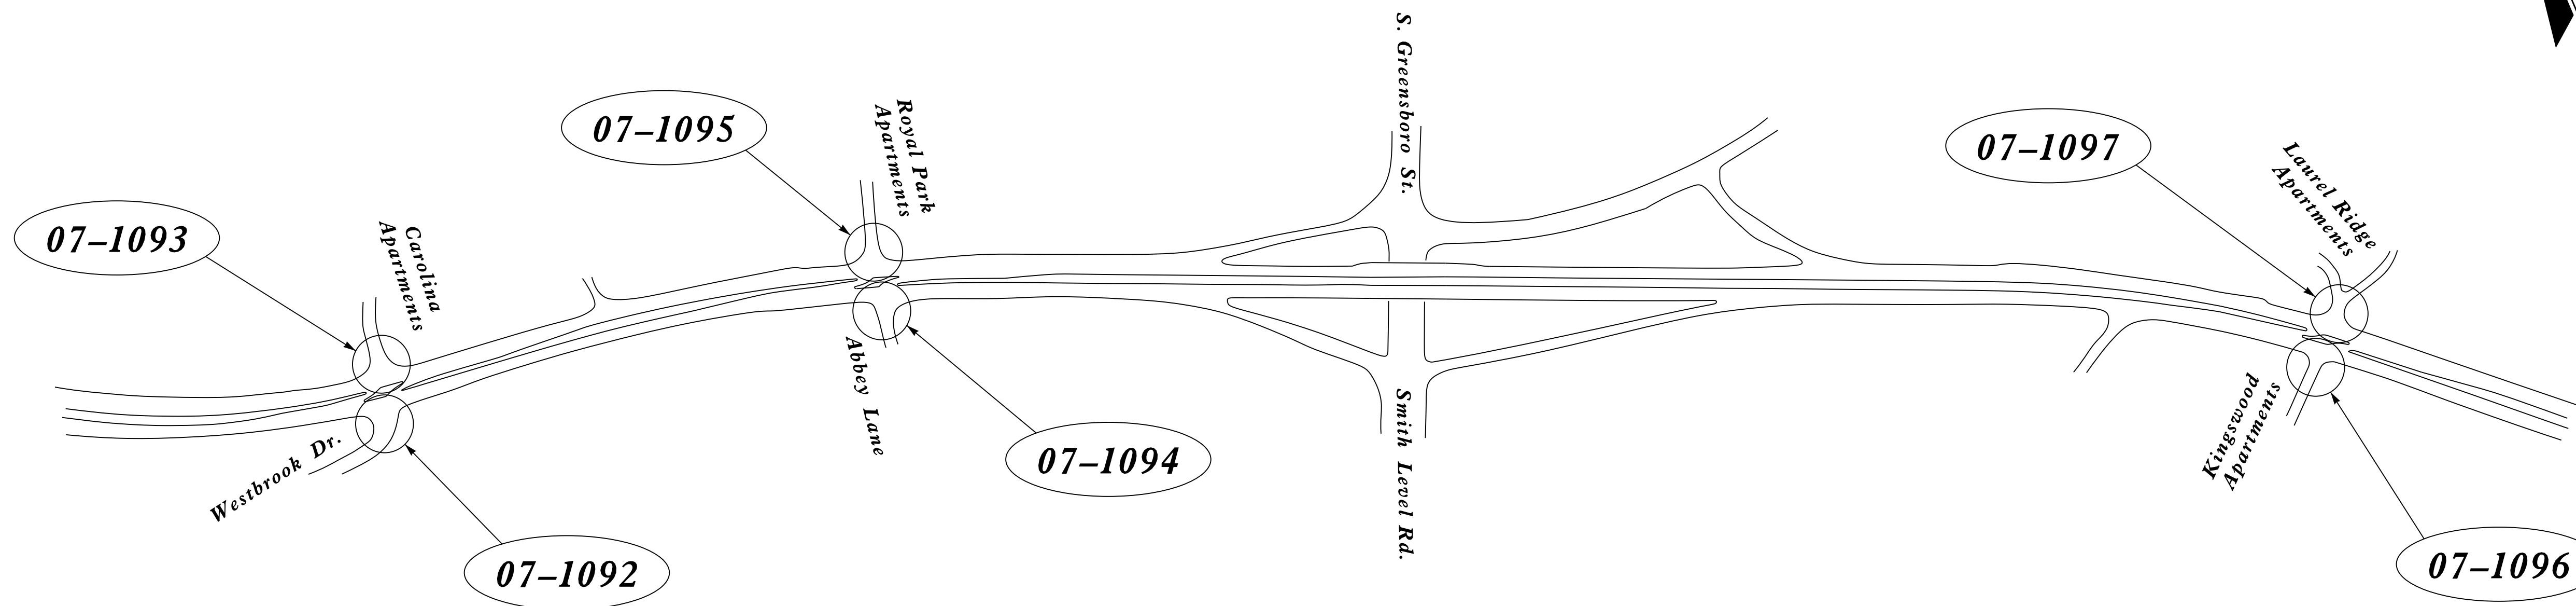 S. Greensboro St.
07–1095
Royal Park
Apartments
07–1097
Laurel Ridge
Apartments
07–1093
Carolina
Apartments
Abbey Lane
07–1094
Smith Level Rd.
Kingswood
Apartments
Westbrook Dr.
07–1092
07–1096